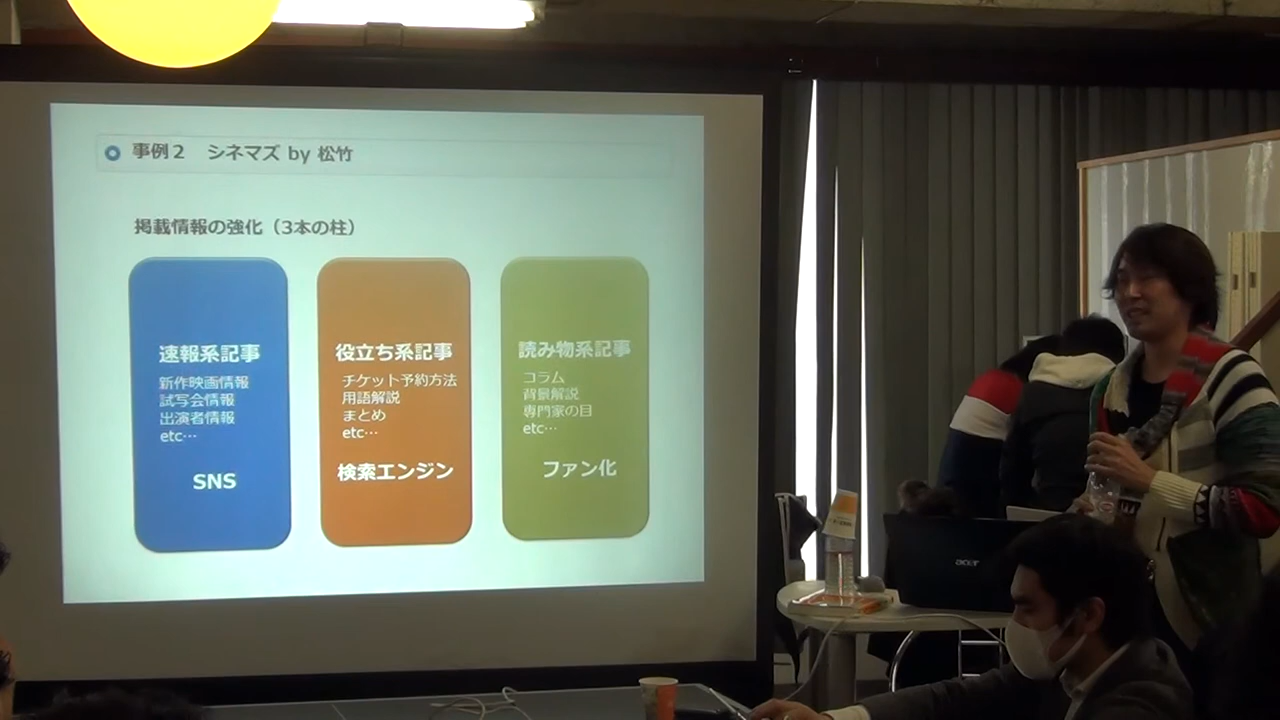 事例２　シネマズ by 松竹
掲載情報の強化（3本の柱）
速報系記事
新作映画情報
試写会情報
出演者情報
etc…
SNS
役立ち系記事
チケット予約方法
用語解説
まとめ
etc…
検索エンジン
読み物系記事
コラム
背景解説
専門家の目
etc…
ファン化
acer